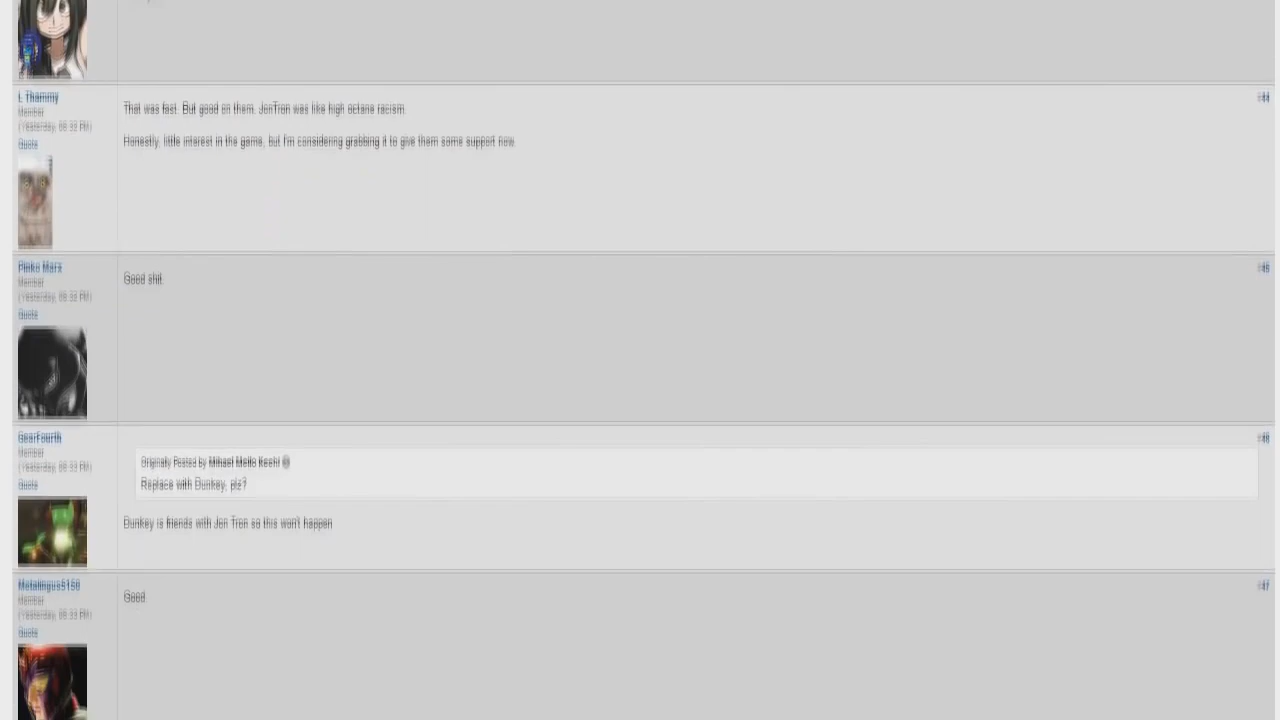 L Thammy
Member
(Yesterday, 08:32 PM)
Quote
#44
That was fast. But good on them. JonTron was like high octane racism.
Honestly, little interest in the game, but I'm considering grabbing it to give them some support now.
Pinko Marx
Member
(Yesterday, 08:32 PM)
Quote
#45
Good shit.
GearFourth
Member
(Yesterday, 08:33 PM)
Quote
#46
Originally Posted by Mihael Mello Keehl
Replace with Dunkey, plz?
Dunkey is friends with Jon Tron so this won't happen
Metalingus5150
Member
(Yesterday, 08:33 PM)
Quote
#47
Good